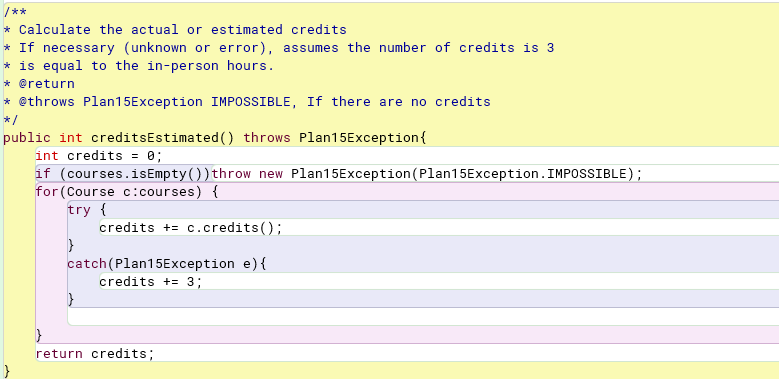 /**
* Calculate the actual or estimated credits
* If necessary (unknown or error), assumes the number of credits is 3
* is equal to the in-person hours.
* @return
* @throws Plan15Exception IMPOSSIBLE, If there are no credits
*/
public int creditsEstimated() throws Plan15Exception{
int credits = 0;
if (courses.isEmpty())throw new Plan15Exception(Plan15Exception.IMPOSSIBLE);
for(Course c:courses) {
try {
credits += c.credits();
}
catch(Plan15Exception e){
credits += 3;
}
}
return credits;
}